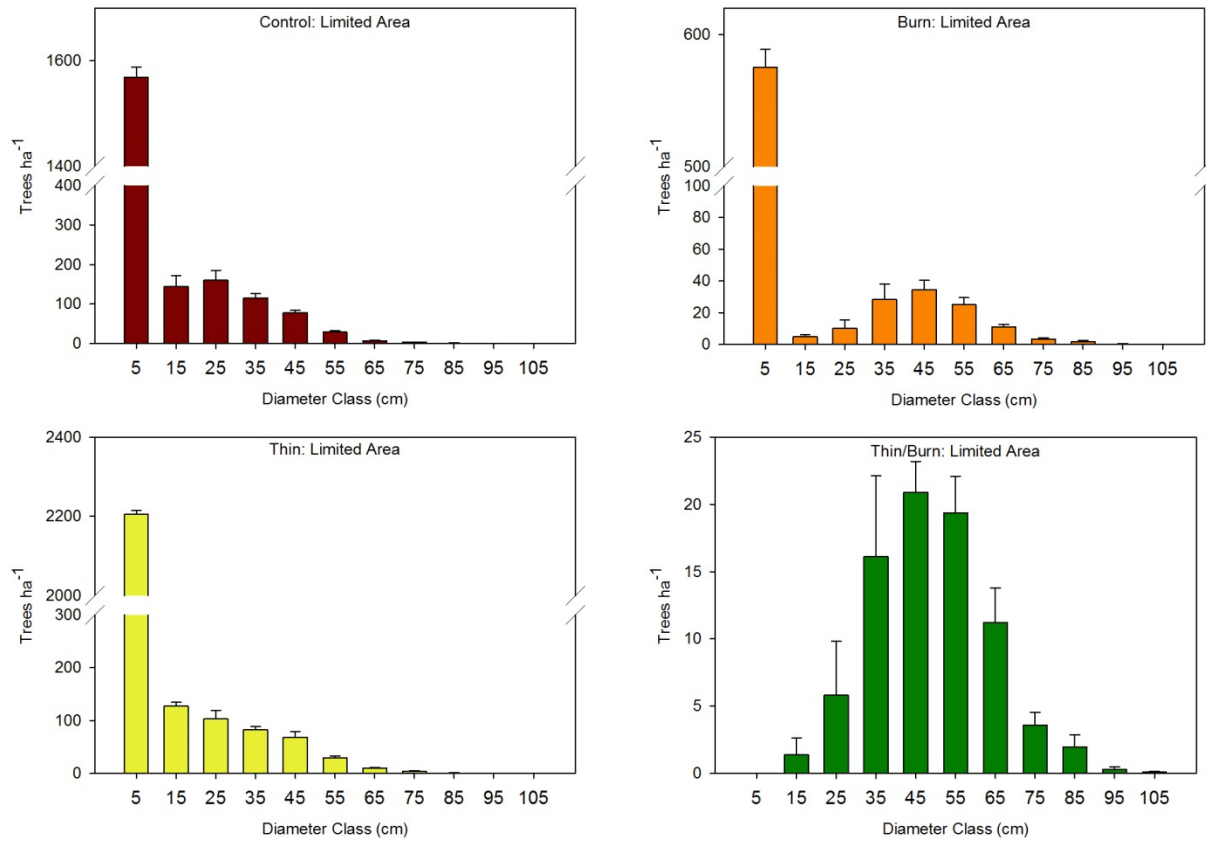 Control: Limited Area
1600
1400
400
300
200
100
0
Trees ha⁻¹
5 15 25 35 45 55 65 75 85 95 105
Diameter Class (cm)
Burn: Limited Area
600
500
100
80
60
40
20
0
Trees ha⁻¹
5 15 25 35 45 55 65 75 85 95 105
Diameter Class (cm)
Thin: Limited Area
2400
2200
2000
300
200
100
0
Trees ha⁻¹
5 15 25 35 45 55 65 75 85 95 105
Diameter Class (cm)
Thin/Burn: Limited Area
25
20
15
10
5
0
Trees ha⁻¹
5 15 25 35 45 55 65 75 85 95 105
Diameter Class (cm)